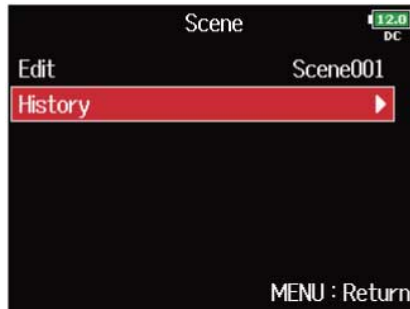 Scene
12.0
DC
Edit Scene001
History
MENU : Return